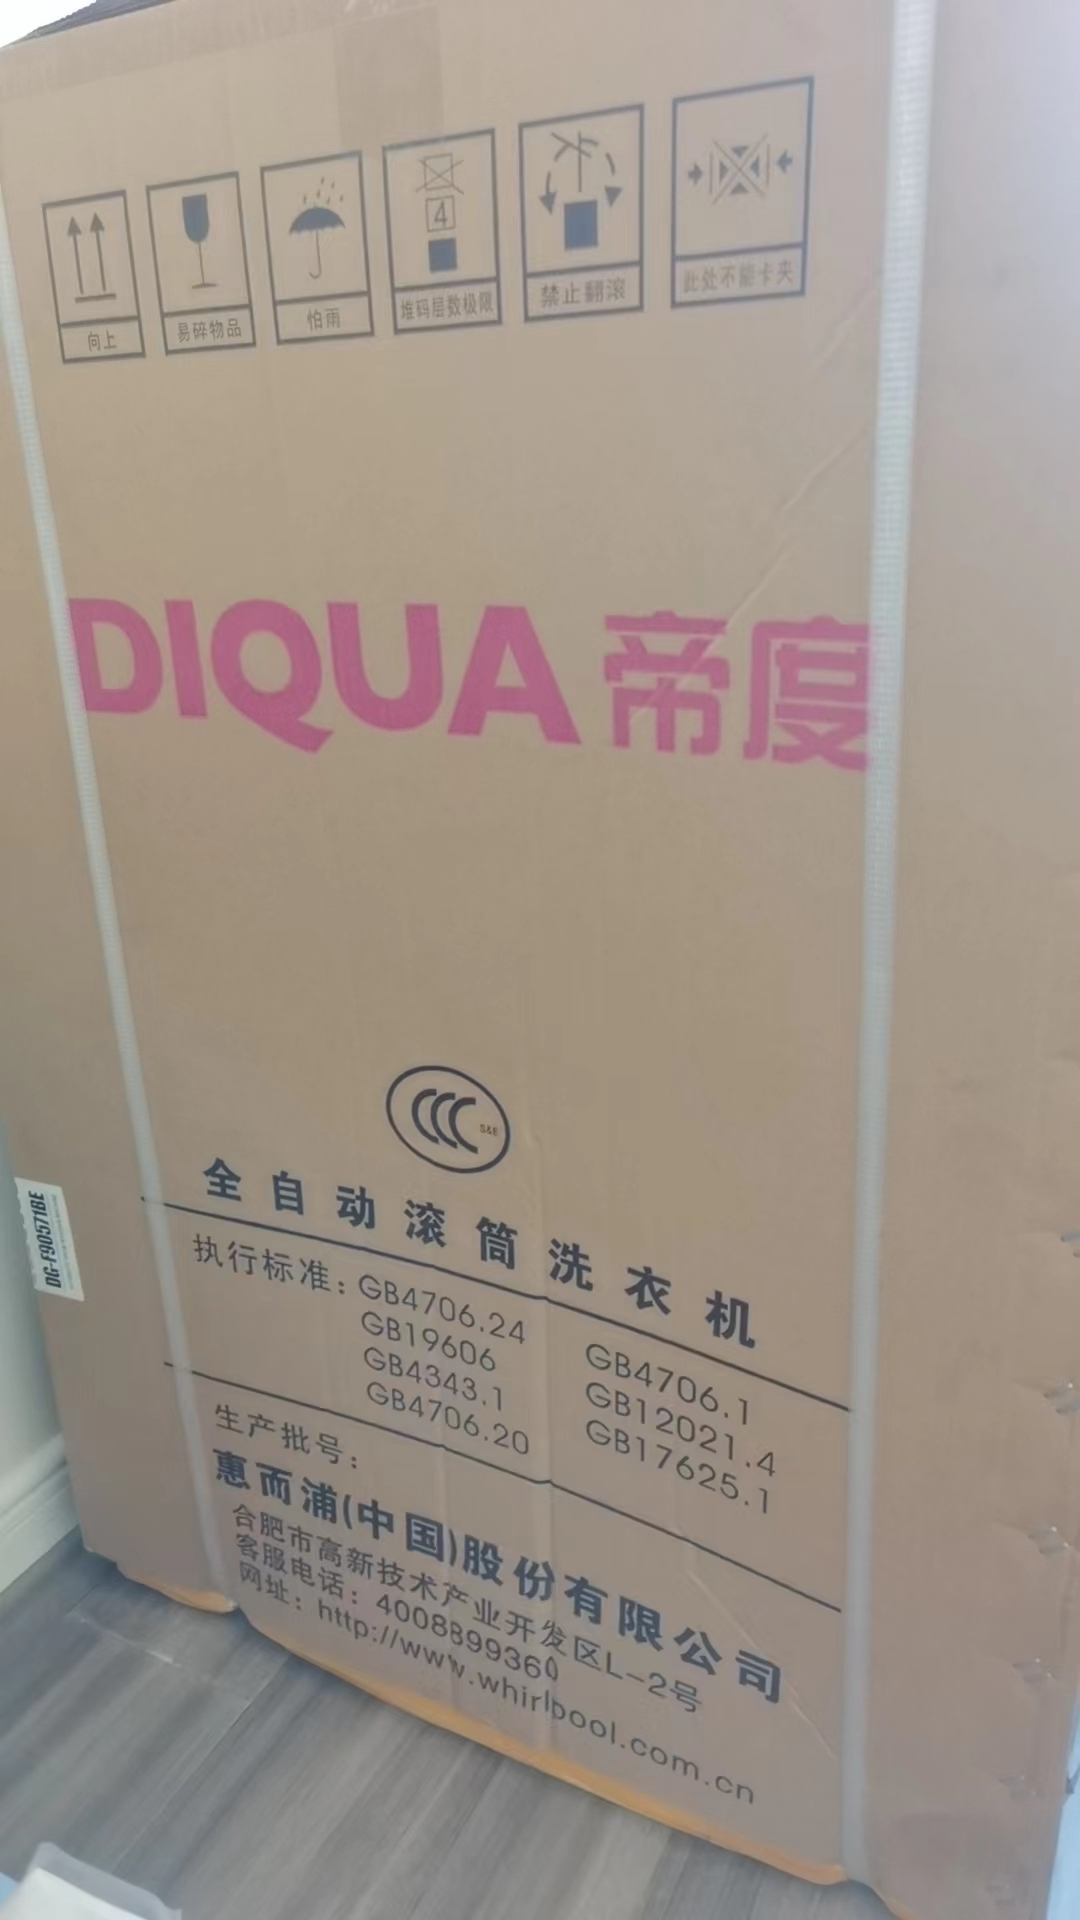 4
向上
易碎物品
怕雨
堆码层数极限
禁止翻滚
此处不能卡夹
DIQUA 帝度
CCC S&E
全自动滚筒洗衣机
执行标准：GB4706.24 GB4706.1
GB19606 GB12021.4
GB4343.1 GB17625.1
GB4706.20
生产批号：
惠而浦(中国)股份有限公司
合肥市高新技术产业开发区L-2号
客服电话：4008899360
网址：http://www.whirlpool.com.cn
DG-F90571BE